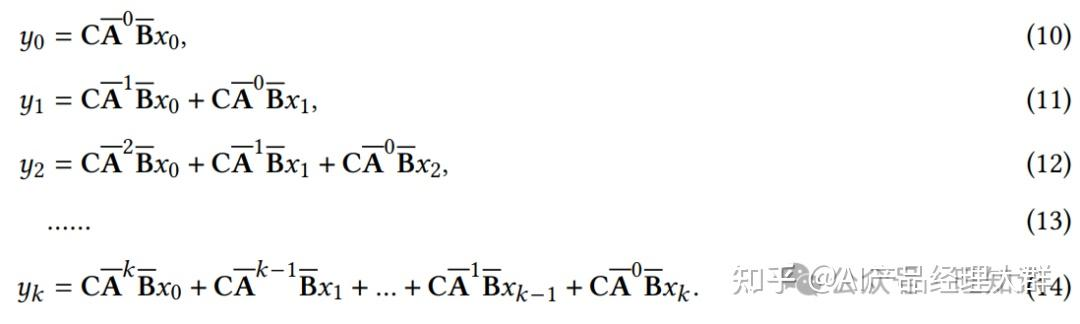 y₀ = CA̅⁰B̅x₀, (10)
y₁ = CA̅¹B̅x₀ + CA̅⁰B̅x₁, (11)
y₂ = CA̅²B̅x₀ + CA̅¹B̅x₁ + CA̅⁰B̅x₂, (12)
...... (13)
yₖ = CA̅ᵏB̅x₀ + CA̅ᵏ⁻¹B̅x₁ + ... + CA̅¹B̅xₖ₋₁ + CA̅⁰B̅xₖ. (14)
知乎 @AI产品经理大群